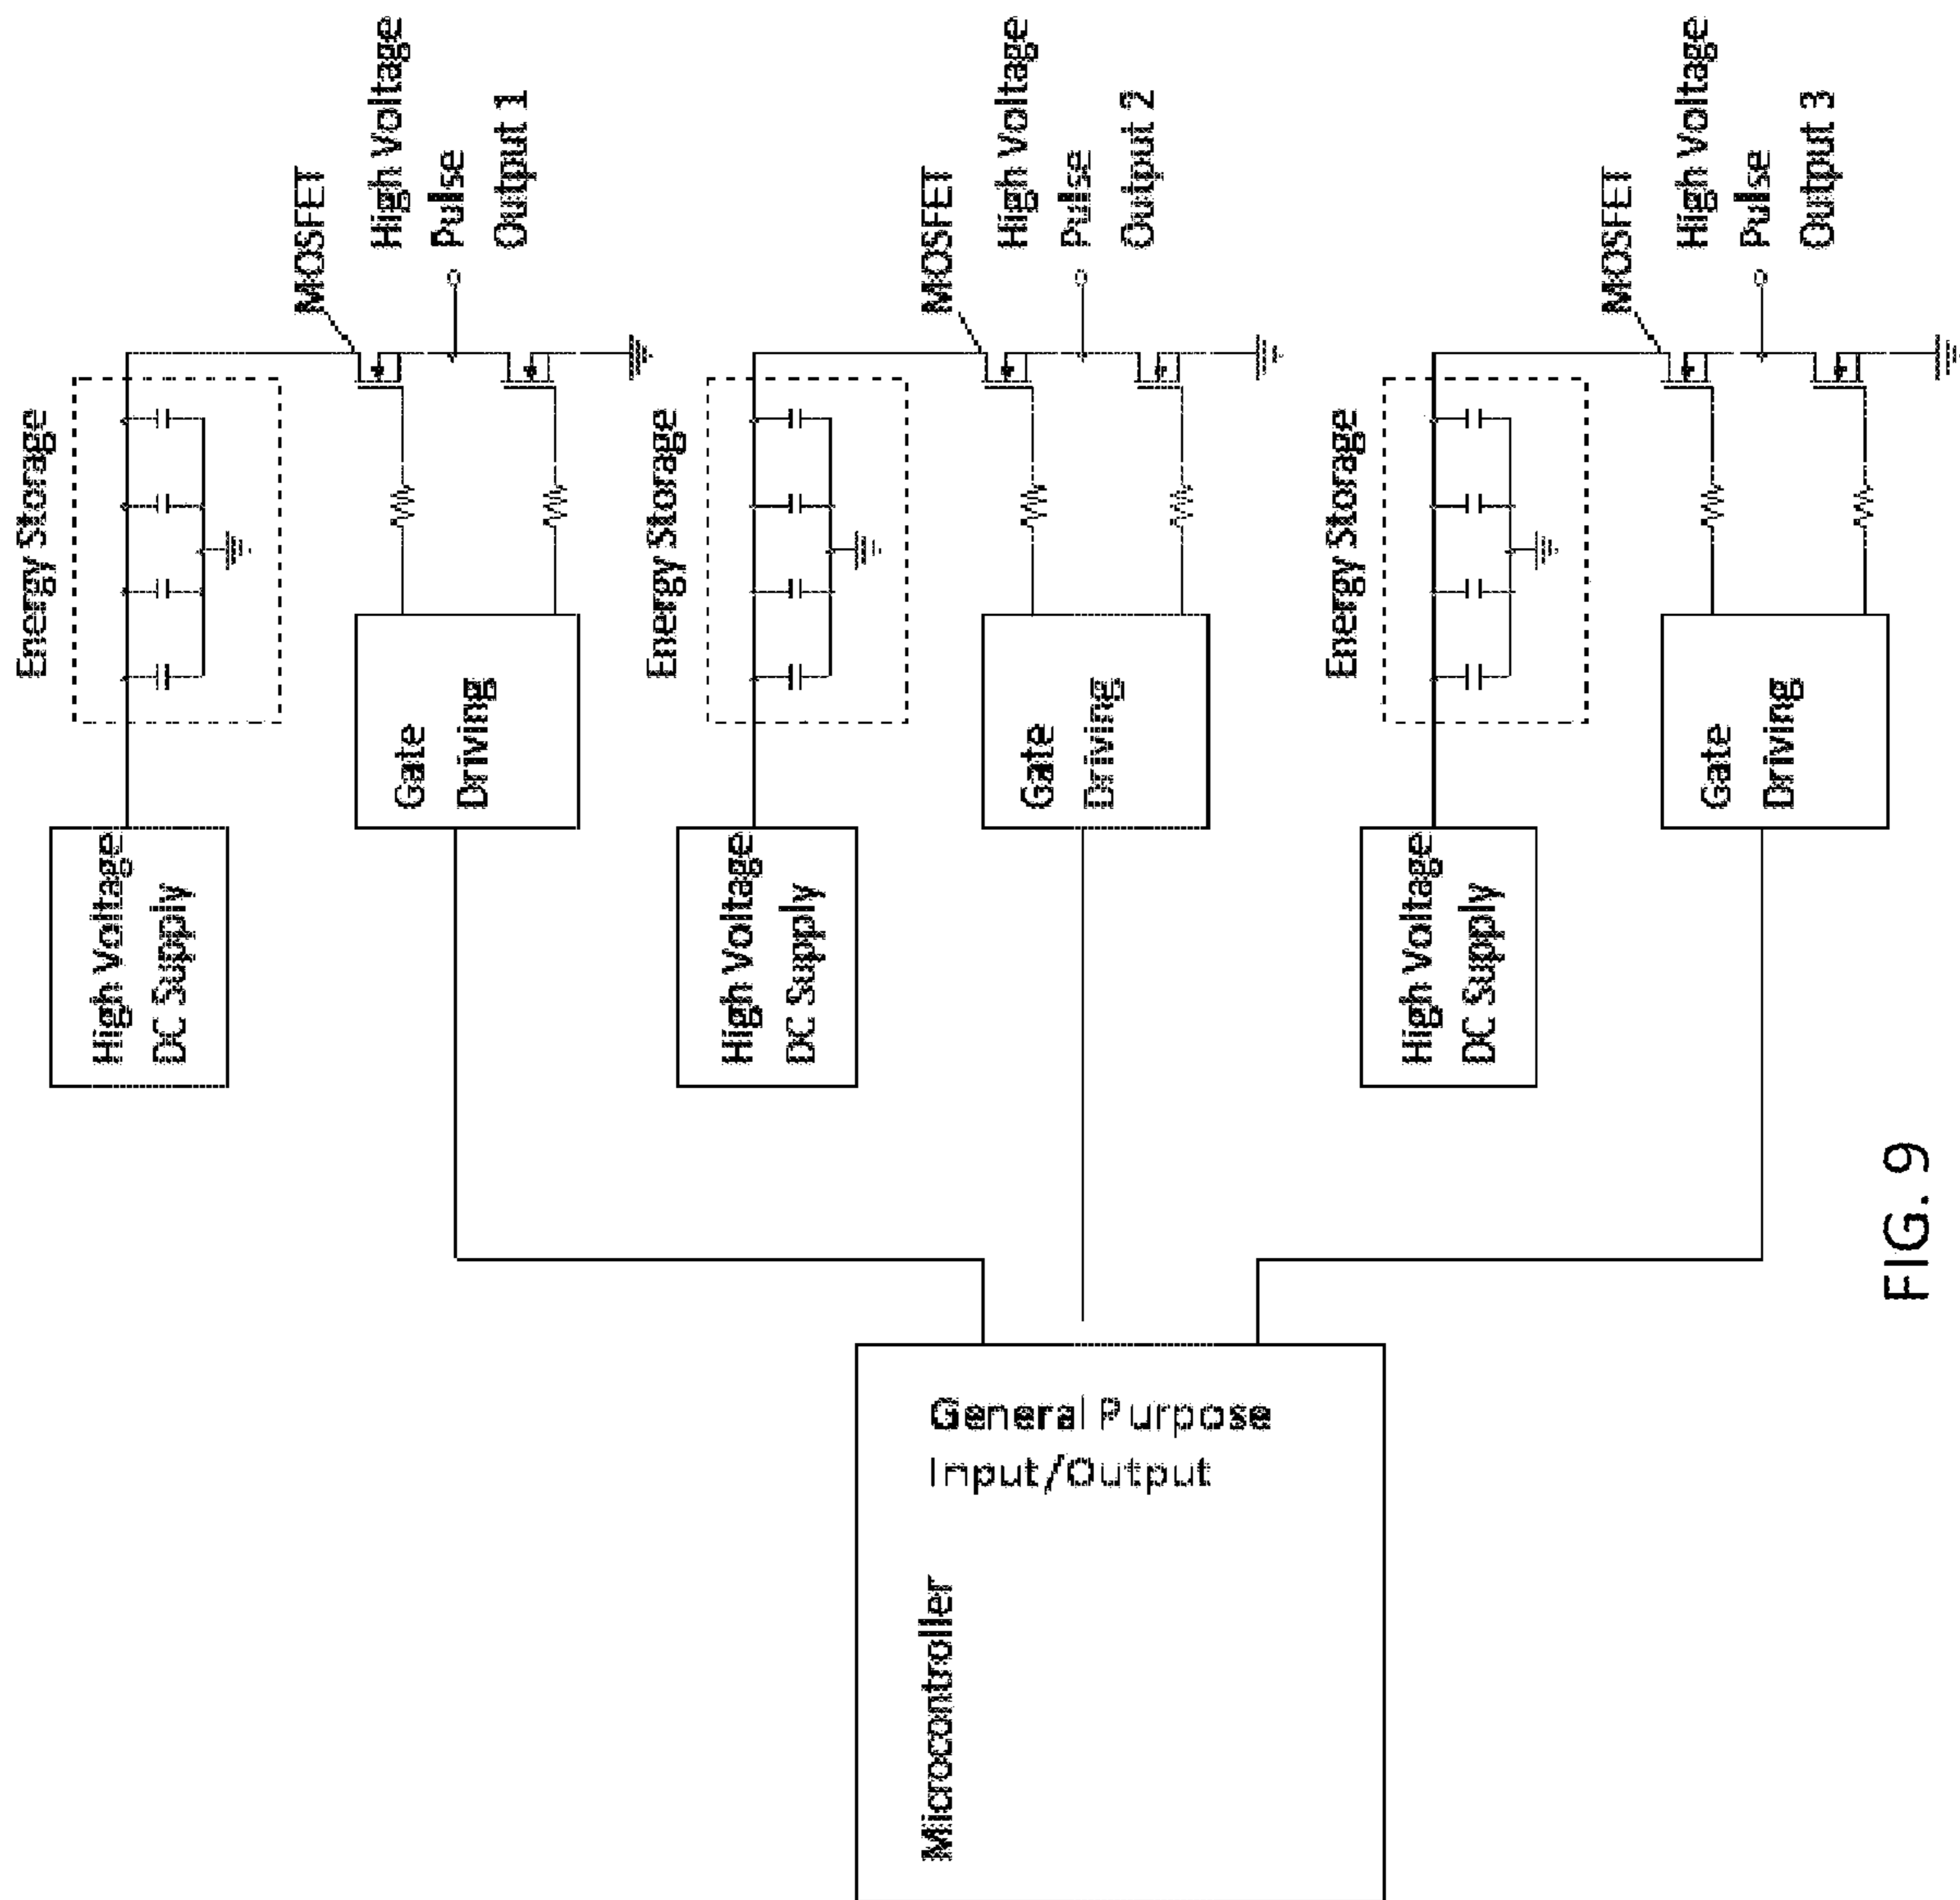 Energy Storage
High Voltage
DC Supply
MOSFET
High Voltage
Pulse
Output 1
Gate
Driving
Energy Storage
High Voltage
DC Supply
MOSFET
High Voltage
Pulse
Output 2
Gate
Driving
Energy Storage
High Voltage
DC Supply
MOSFET
High Voltage
Pulse
Output 3
Gate
Driving
General Purpose
Input/Output
Microcontroller
FIG. 9